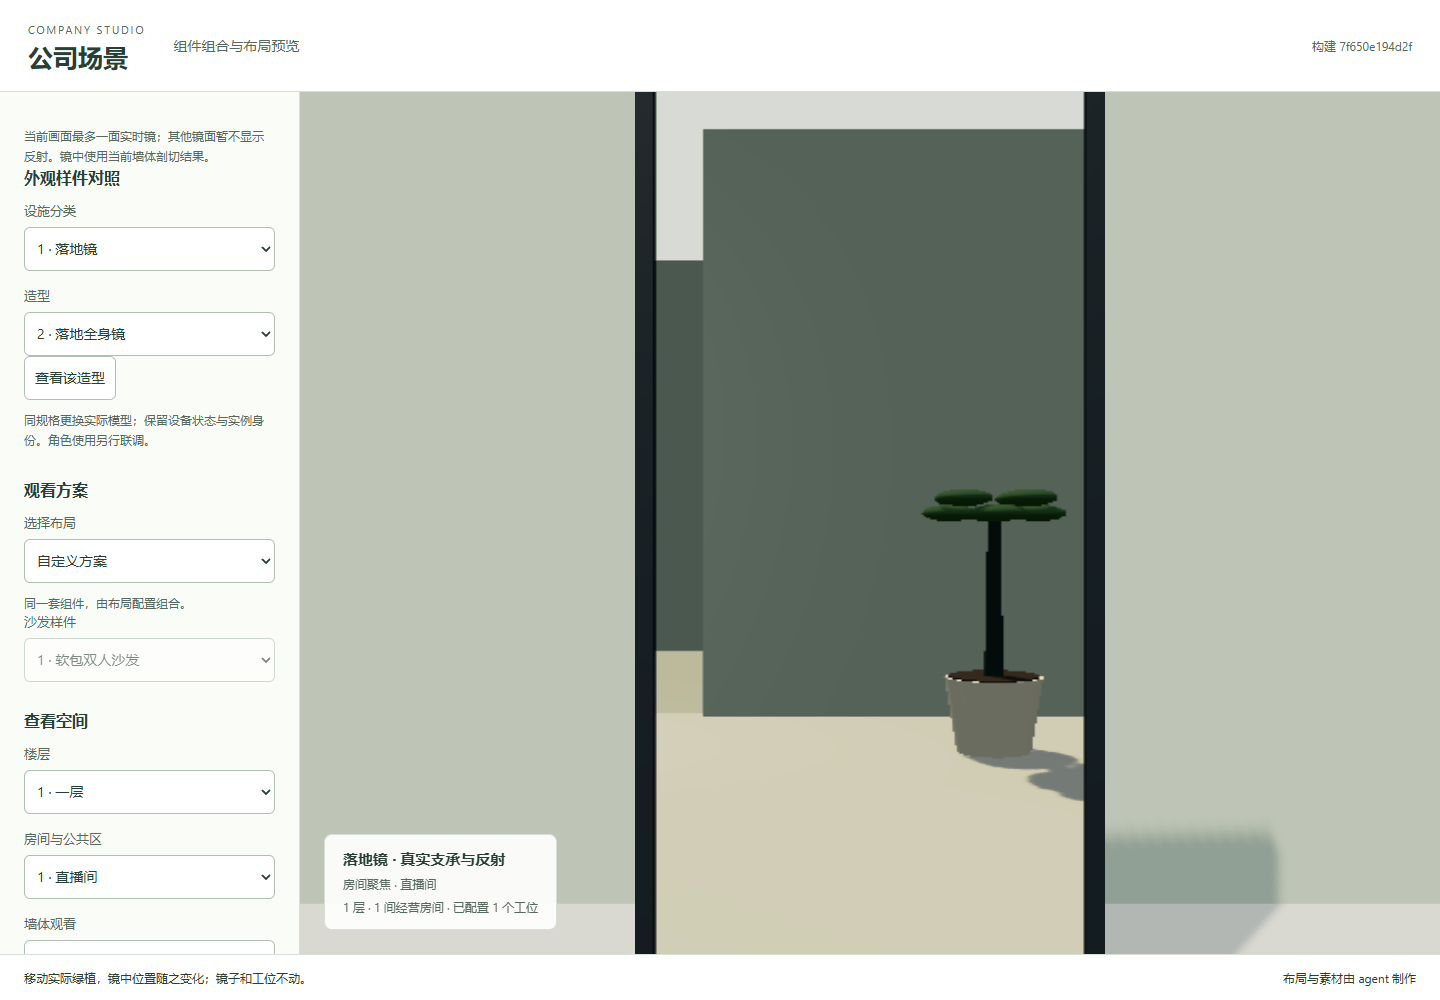 COMPANY STUDIO
公司场景
组件组合与布局预览
构建 7f650e194d2f
当前画面最多一面实时镜；其他镜面暂不显示
反射。镜中使用当前墙体剖切结果。
外观样件对照
设施分类
1 · 落地镜
造型
2 · 落地全身镜
查看该造型
同规格更换实际模型；保留设备状态与实例身
份。角色使用另行联调。
观看方案
选择布局
自定义方案
同一套组件，由布局配置组合。
沙发样件
1 · 软包双人沙发
查看空间
楼层
1 · 一层
房间与公共区
1 · 直播间
墙体观看
落地镜 · 真实支承与反射
房间聚焦 · 直播间
1 层 · 1 间经营房间 · 已配置 1 个工位
移动实际绿植，镜中位置随之变化；镜子和工位不动。
布局与素材由 agent 制作